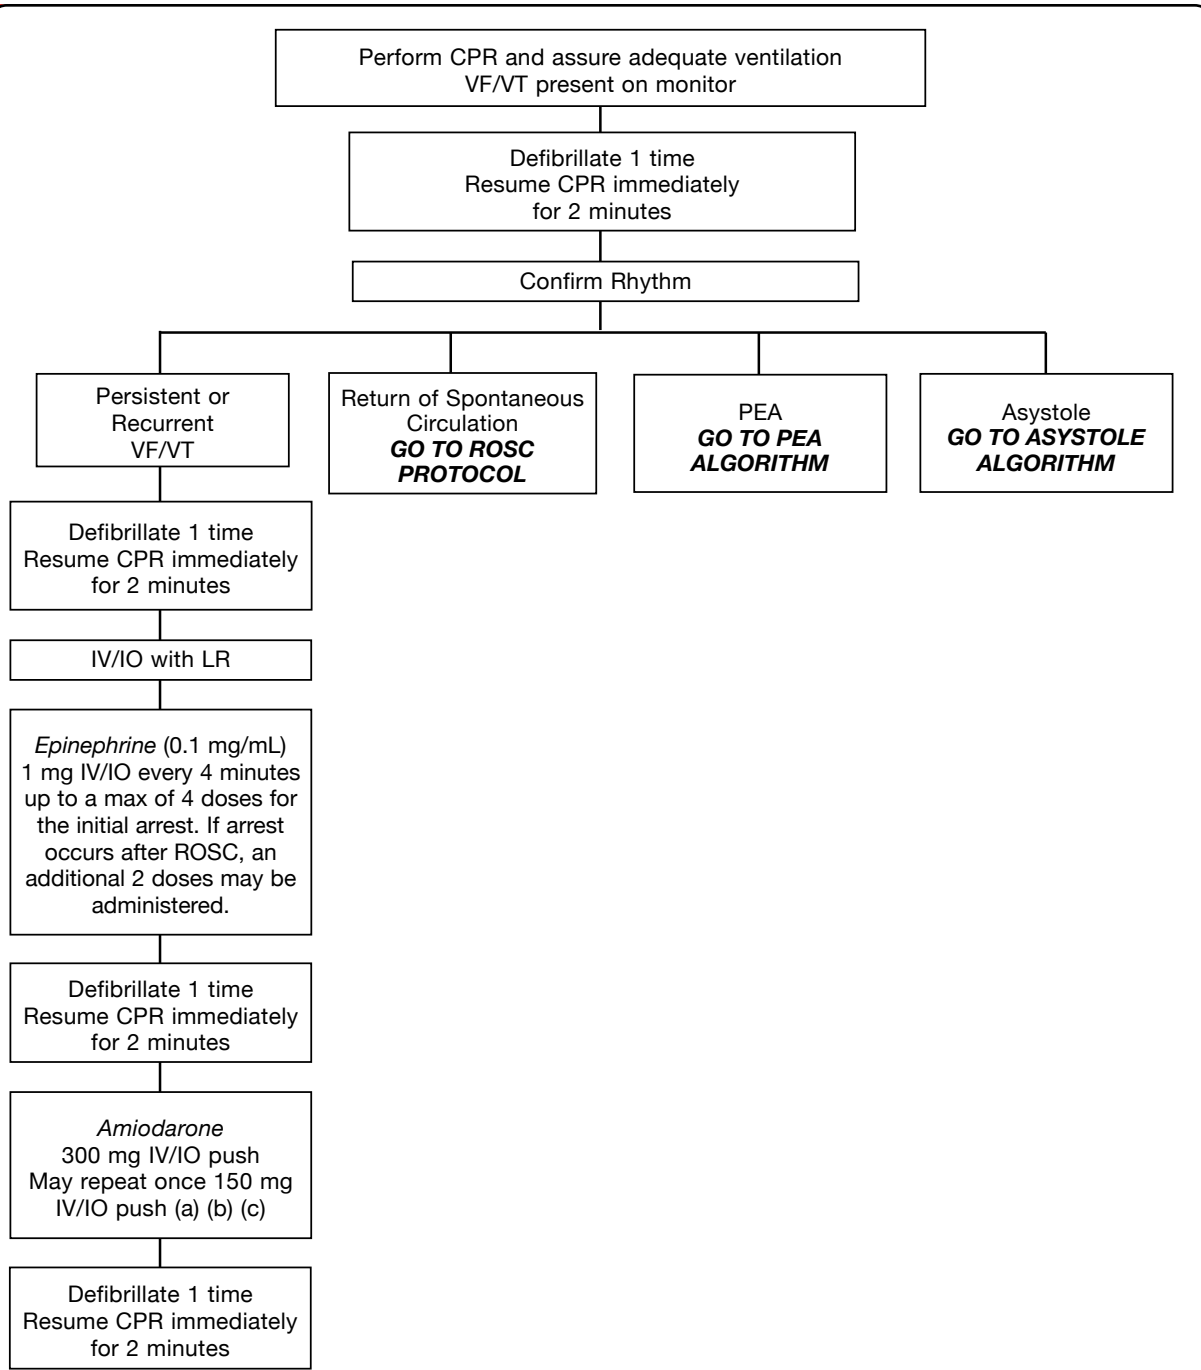 Perform CPR and assure adequate ventilation
VF/VT present on monitor
Defibrillate 1 time
Resume CPR immediately
for 2 minutes
Confirm Rhythm
Persistent or
Recurrent
VF/VT
Return of Spontaneous
Circulation
GO TO ROSC
PROTOCOL
PEA
GO TO PEA
ALGORITHM
Asystole
GO TO ASYSTOLE
ALGORITHM
Defibrillate 1 time
Resume CPR immediately
for 2 minutes
IV/IO with LR
Epinephrine (0.1 mg/mL)
1 mg IV/IO every 4 minutes
up to a max of 4 doses for
the initial arrest. If arrest
occurs after ROSC, an
additional 2 doses may be
administered.
Defibrillate 1 time
Resume CPR immediately
for 2 minutes
Amiodarone
300 mg IV/IO push
May repeat once 150 mg
IV/IO push (a) (b) (c)
Defibrillate 1 time
Resume CPR immediately
for 2 minutes